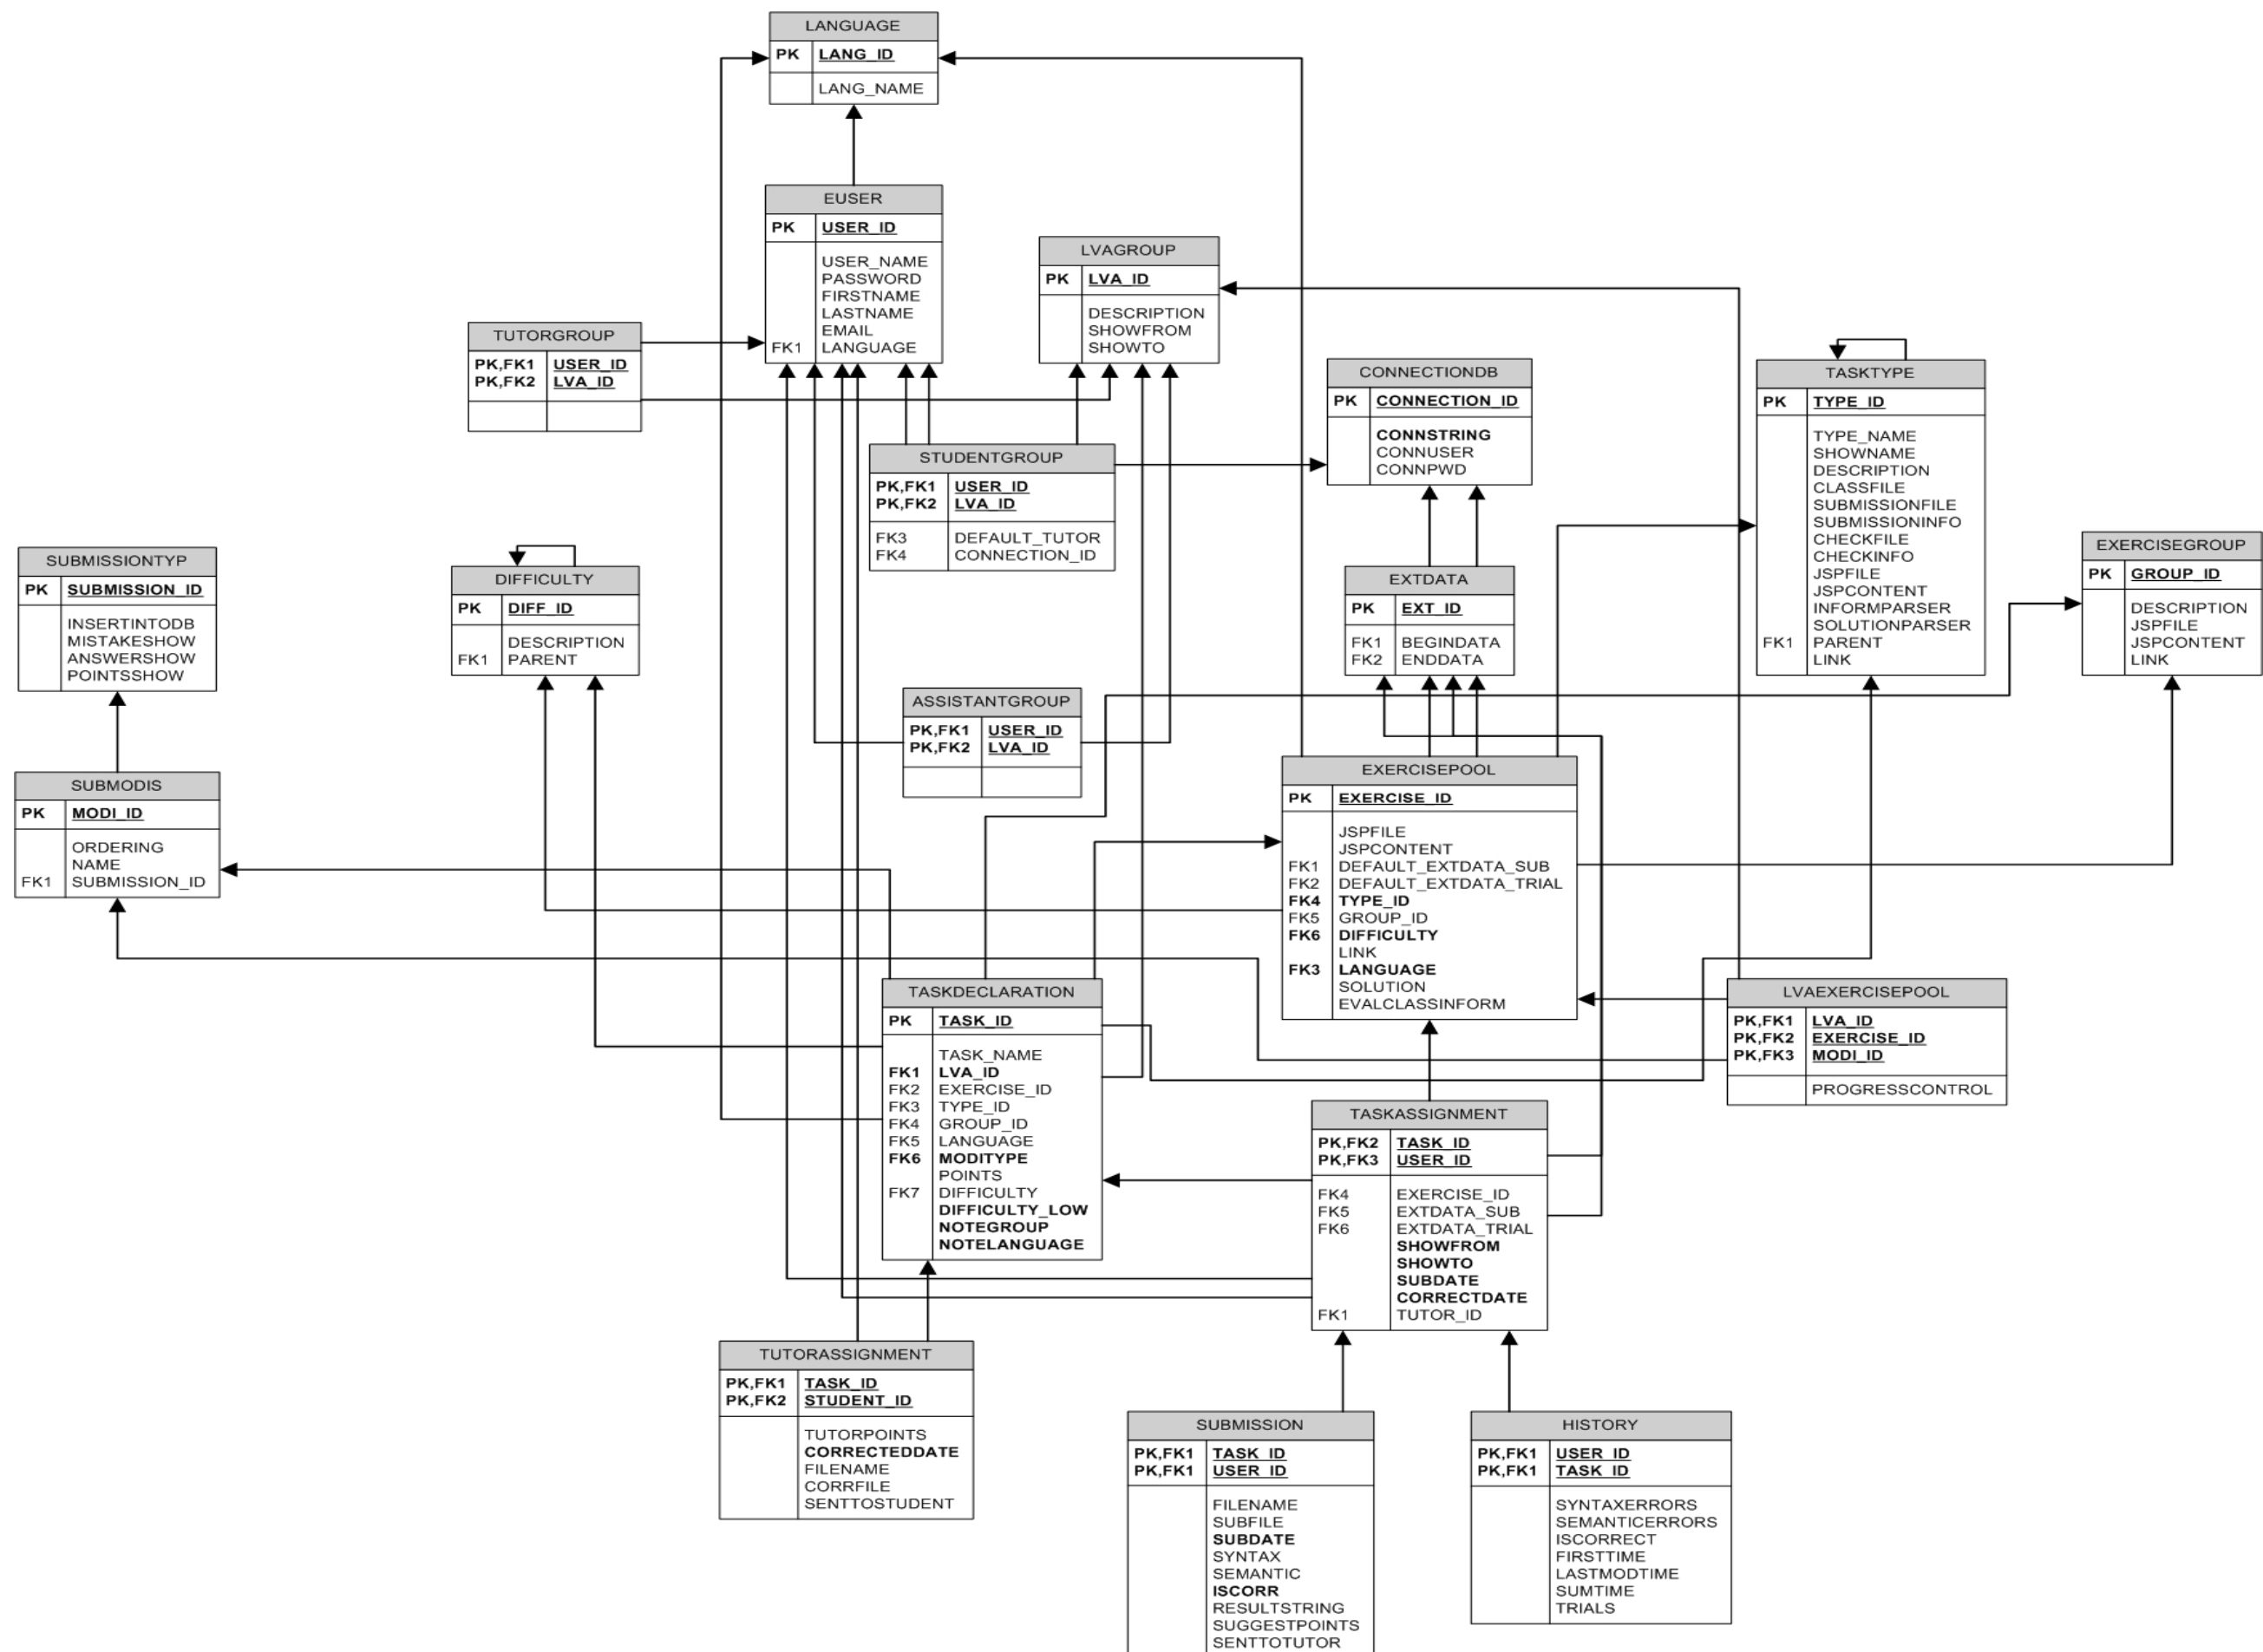 LANGUAGE
PK LANG_ID
LANG_NAME
EUSER
PK USER_ID
USER_NAME
PASSWORD
FIRSTNAME
LASTNAME
EMAIL
FK1 LANGUAGE
LVAGROUP
PK LVA_ID
DESCRIPTION
SHOWFROM
SHOWTO
TUTORGROUP
PK,FK1 USER_ID
PK,FK2 LVA_ID
CONNECTIONDB
PK CONNECTION_ID
CONNSTRING
CONNUSER
CONNPWD
TASKTYPE
PK TYPE_ID
TYPE_NAME
SHOWNAME
DESCRIPTION
CLASSFILE
SUBMISSIONFILE
SUBMISSIONINFO
CHECKFILE
CHECKINFO
JSPFILE
JSPCONTENT
INFORMPARSER
SOLUTIONPARSER
FK1 PARENT
LINK
STUDENTGROUP
PK,FK1 USER_ID
PK,FK2 LVA_ID
FK3 DEFAULT_TUTOR
FK4 CONNECTION_ID
EXERCISEGROUP
PK GROUP_ID
DESCRIPTION
JSPFILE
JSPCONTENT
LINK
SUBMISSIONTYP
PK SUBMISSION_ID
INSERTINTODB
MISTAKESHOW
ANSWERSHOW
POINTSSHOW
DIFFICULTY
PK DIFF_ID
DESCRIPTION
FK1 PARENT
EXTDATA
PK EXT_ID
FK1 BEGINDATA
FK2 ENDDATA
ASSISTANTGROUP
PK,FK1 USER_ID
PK,FK2 LVA_ID
SUBMODIS
PK MODI_ID
ORDERING
NAME
FK1 SUBMISSION_ID
EXERCISEPOOL
PK EXERCISE_ID
JSPFILE
JSPCONTENT
FK1 DEFAULT_EXTDATA_SUB
FK2 DEFAULT_EXTDATA_TRIAL
FK4 TYPE_ID
FK5 GROUP_ID
FK6 DIFFICULTY
LINK
FK3 LANGUAGE
SOLUTION
EVALCLASSINFORM
TASKDECLARATION
PK TASK_ID
TASK_NAME
FK1 LVA_ID
FK2 EXERCISE_ID
FK3 TYPE_ID
FK4 GROUP_ID
FK5 LANGUAGE
FK6 MODITYPE
POINTS
FK7 DIFFICULTY
DIFFICULTY_LOW
NOTEGROUP
NOTELANGUAGE
LVAEXERCISEPOOL
PK,FK1 LVA_ID
PK,FK2 EXERCISE_ID
PK,FK3 MODI_ID
PROGRESSCONTROL
TASKASSIGNMENT
PK,FK2 TASK_ID
PK,FK3 USER_ID
FK4 EXERCISE_ID
FK5 EXTDATA_SUB
FK6 EXTDATA_TRIAL
SHOWFROM
SHOWTO
SUBDATE
CORRECTDATE
FK1 TUTOR_ID
TUTORASSIGNMENT
PK,FK1 TASK_ID
PK,FK2 STUDENT_ID
TUTORPOINTS
CORRECTEDDATE
FILENAME
CORRFILE
SENTTOSTUDENT
SUBMISSION
PK,FK1 TASK_ID
PK,FK1 USER_ID
FILENAME
SUBFILE
SUBDATE
SYNTAX
SEMANTIC
ISCORR
RESULTSTRING
SUGGESTPOINTS
SENTTOTUTOR
HISTORY
PK,FK1 USER_ID
PK,FK1 TASK_ID
SYNTAXERRORS
SEMANTICERRORS
ISCORRECT
FIRSTTIME
LASTMODTIME
SUMTIME
TRIALS